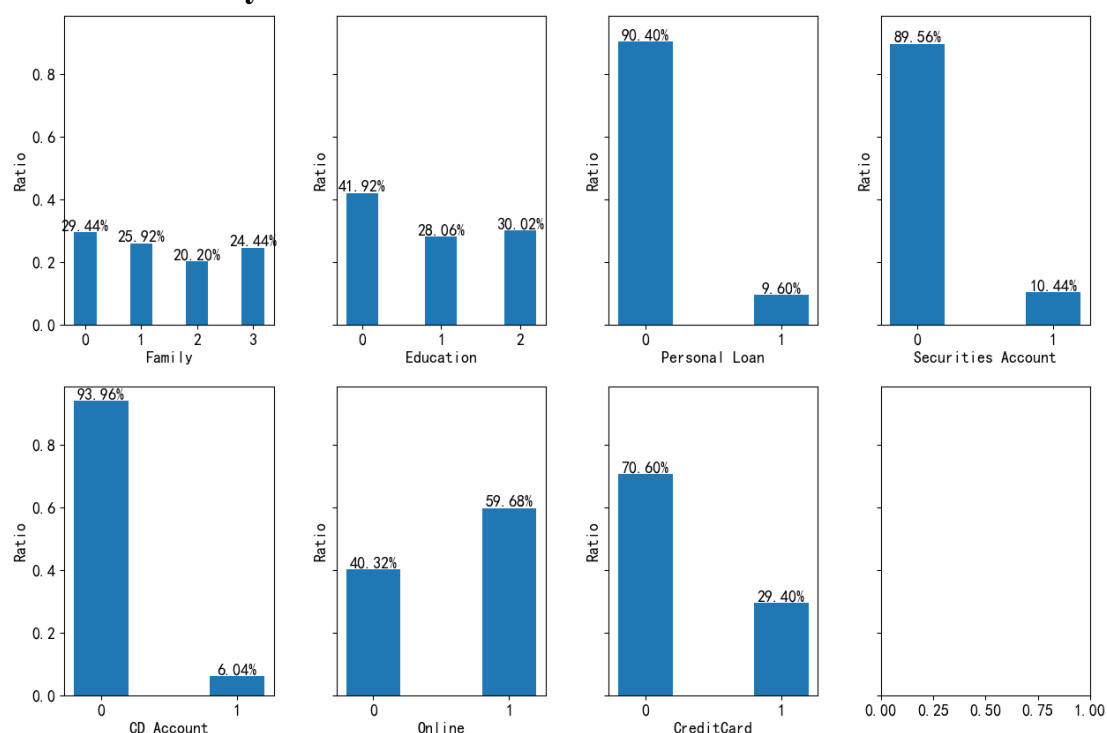 0.8
0.6
0.4
0.2
0.0
Ratio
29.44%
25.92%
20.20%
24.44%
0 1 2 3
Family
Ratio
41.92%
28.06%
30.02%
0 1 2
Education
Ratio
90.40%
9.60%
0 1
Personal Loan
Ratio
89.56%
10.44%
0 1
Securities Account
0.8
0.6
0.4
0.2
0.0
Ratio
93.96%
6.04%
0 1
CD Account
Ratio
40.32%
59.68%
0 1
Online
Ratio
70.60%
29.40%
0 1
CreditCard
0.00 0.25 0.50 0.75 1.00